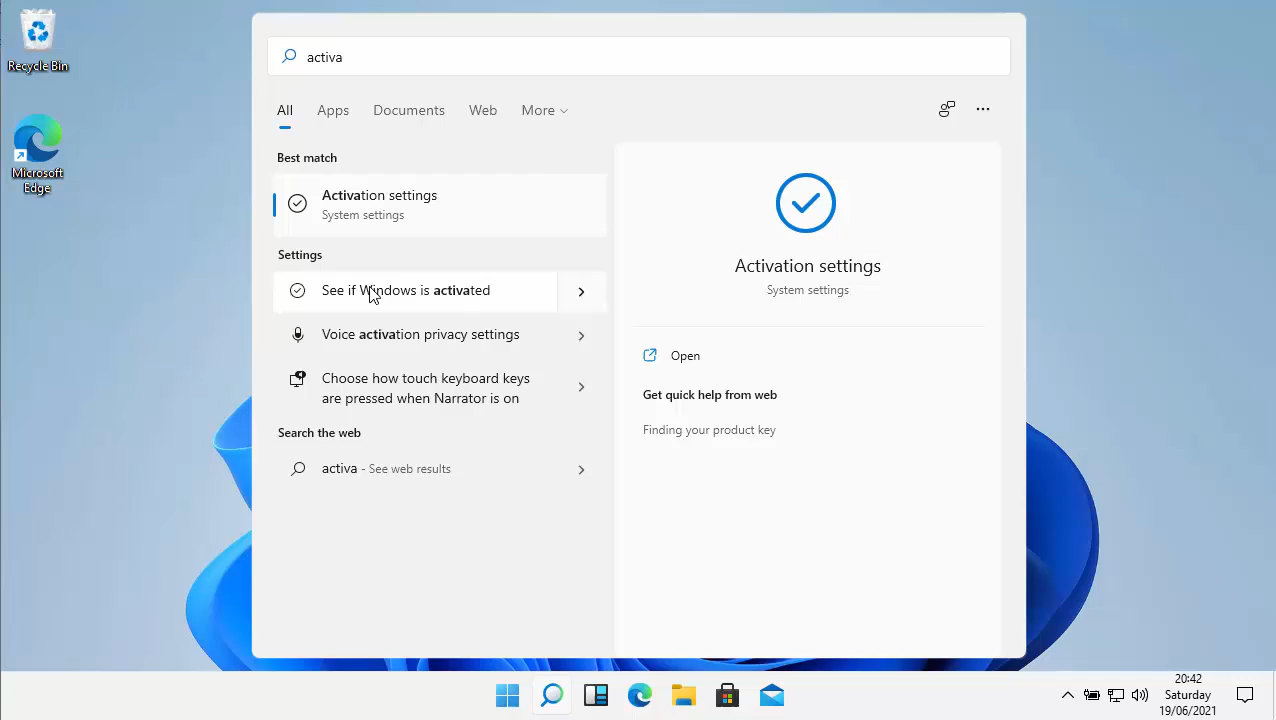 Recycle Bin
Microsoft
Edge
activa
All
Apps
Documents
Web
More
Best match
Activation settings
System settings
Settings
See if Windows is activated
Voice activation privacy settings
Choose how touch keyboard keys
are pressed when Narrator is on
Search the web
activa - See web results
Activation settings
System settings
Open
Get quick help from web
Finding your product key
20:42
Saturday
19/06/2021